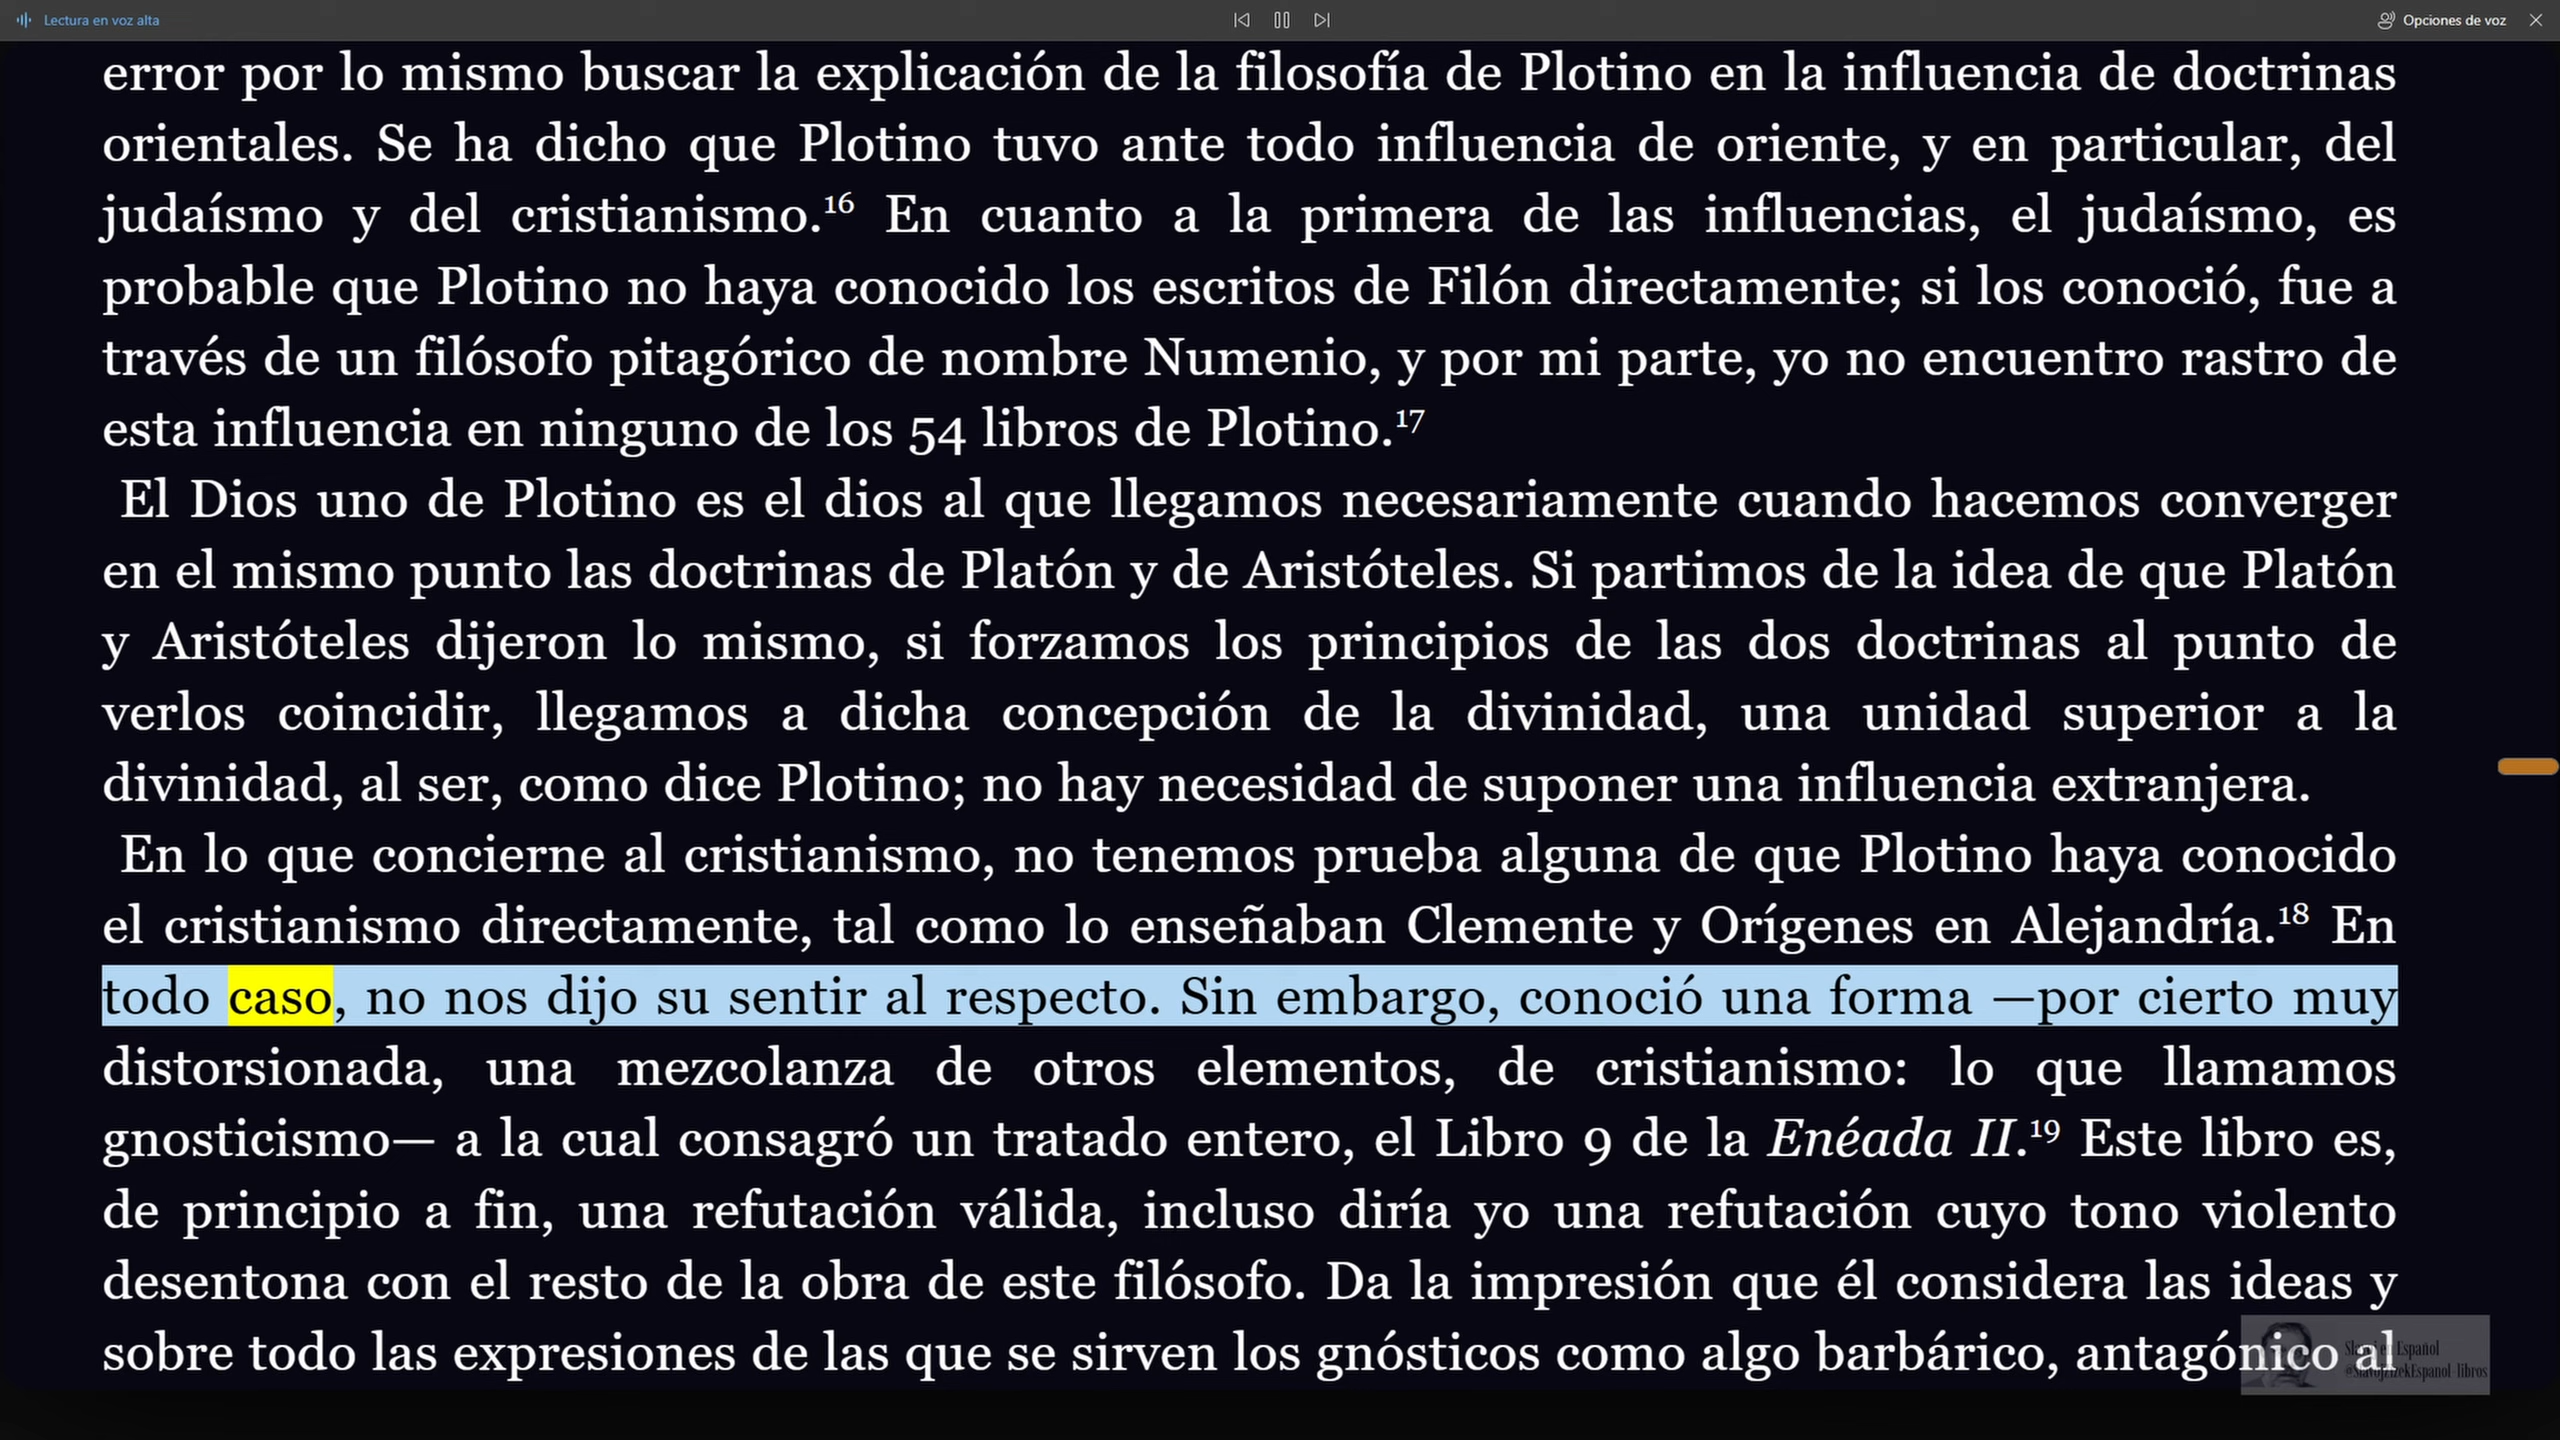 Lectura en voz alta
Opciones de voz
error por lo mismo buscar la explicación de la filosofía de Plotino en la influencia de doctrinas
orientales. Se ha dicho que Plotino tuvo ante todo influencia de oriente, y en particular, del
judaísmo y del cristianismo.¹⁶ En cuanto a la primera de las influencias, el judaísmo, es
probable que Plotino no haya conocido los escritos de Filón directamente; si los conoció, fue a
través de un filósofo pitagórico de nombre Numenio, y por mi parte, yo no encuentro rastro de
esta influencia en ninguno de los 54 libros de Plotino.¹⁷
El Dios uno de Plotino es el dios al que llegamos necesariamente cuando hacemos converger
en el mismo punto las doctrinas de Platón y de Aristóteles. Si partimos de la idea de que Platón
y Aristóteles dijeron lo mismo, si forzamos los principios de las dos doctrinas al punto de
verlos coincidir, llegamos a dicha concepción de la divinidad, una unidad superior a la
divinidad, al ser, como dice Plotino; no hay necesidad de suponer una influencia extranjera.
En lo que concierne al cristianismo, no tenemos prueba alguna de que Plotino haya conocido
el cristianismo directamente, tal como lo enseñaban Clemente y Orígenes en Alejandría.¹⁸ En
todo caso, no nos dijo su sentir al respecto. Sin embargo, conoció una forma —por cierto muy
distorsionada, una mezcolanza de otros elementos, de cristianismo: lo que llamamos
gnosticismo— a la cual consagró un tratado entero, el Libro 9 de la Enéada II.¹⁹ Este libro es,
de principio a fin, una refutación válida, incluso diría yo una refutación cuyo tono violento
desentona con el resto de la obra de este filósofo. Da la impresión que él considera las ideas y
sobre todo las expresiones de las que se sirven los gnósticos como algo barbárico, antagónico al
Español
@SlavojZizekEspanol-libros